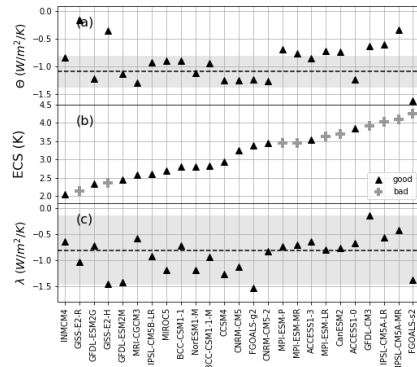 (a)
Θ (W/m²/K)
0.0
−0.5
−1.0
(b)
ECS (K)
4.5
4.0
3.5
3.0
2.5
2.0
good
bad
(c)
λ (W/m²/K)
0.0
−0.5
−1.0
−1.5
INMCM4
GISS-E2-R
GFDL-ESM2G
GISS-E2-H
GFDL-ESM2M
MRI-CGCM3
IPSL-CM5B-LR
MIROC5
BCC-CSM1-1
NorESM1-M
BCC-CSM1-1-M
CCSM4
CNRM-CM5
FGOALS-g2
CNRM-CM5-2
MPI-ESM-P
MPI-ESM-MR
ACCESS1-3
MPI-ESM-LR
CanESM2
ACCESS1-0
GFDL-CM3
IPSL-CM5A-LR
IPSL-CM5A-MR
FGOALS-s2